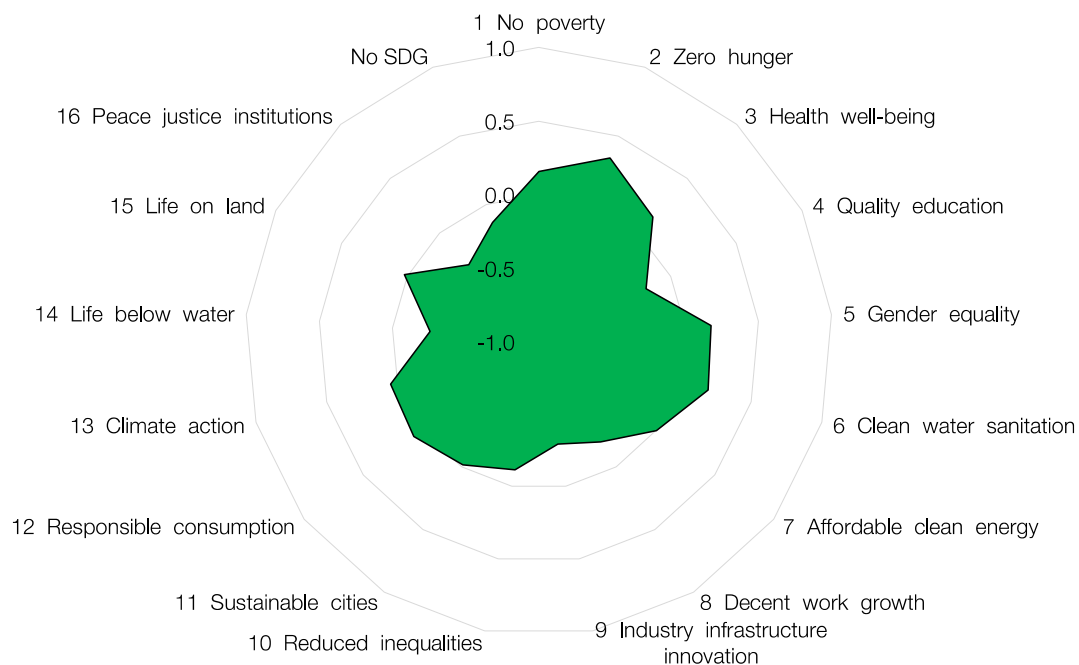 1 No poverty
1.0
No SDG
2 Zero hunger
16 Peace justice institutions
3 Health well-being
0.5
15 Life on land
0.0
4 Quality education
-0.5
14 Life below water
-1.0
5 Gender equality
13 Climate action
6 Clean water sanitation
12 Responsible consumption
7 Affordable clean energy
11 Sustainable cities
8 Decent work growth
10 Reduced inequalities
9 Industry infrastructure
innovation